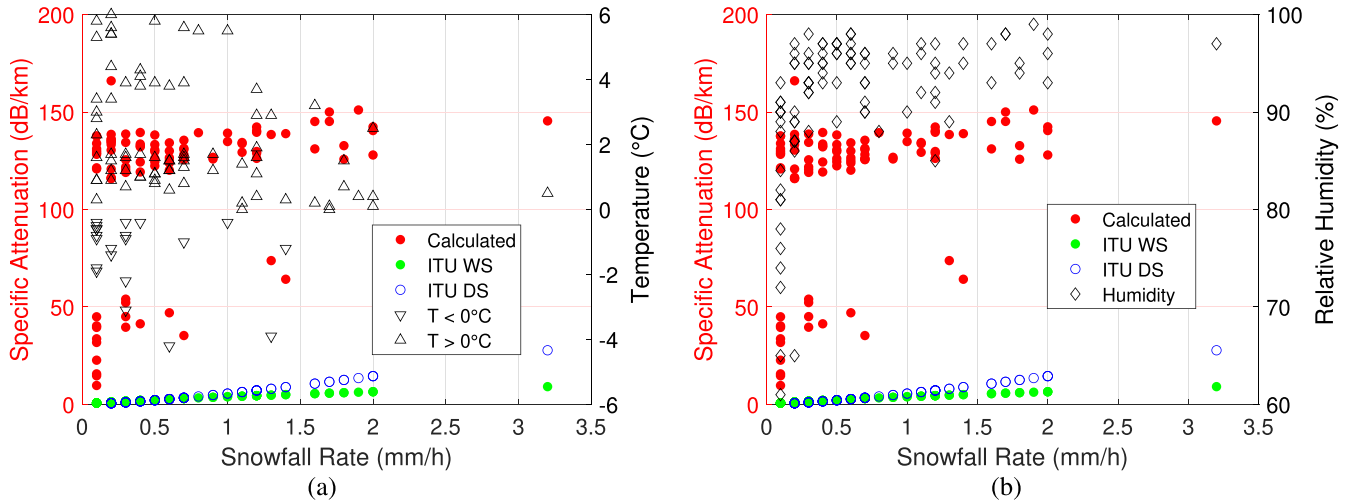 200
150
100
50
0
Specific Attenuation (dB/km)
6
4
2
0
-2
-4
-6
Temperature (°C)
Calculated
ITU WS
ITU DS
T < 0°C
T > 0°C
0 0.5 1 1.5 2 2.5 3 3.5
Snowfall Rate (mm/h)
(a)
200
150
100
50
0
Specific Attenuation (dB/km)
100
90
80
70
60
Relative Humidity (%)
Calculated
ITU WS
ITU DS
Humidity
0 0.5 1 1.5 2 2.5 3 3.5
Snowfall Rate (mm/h)
(b)